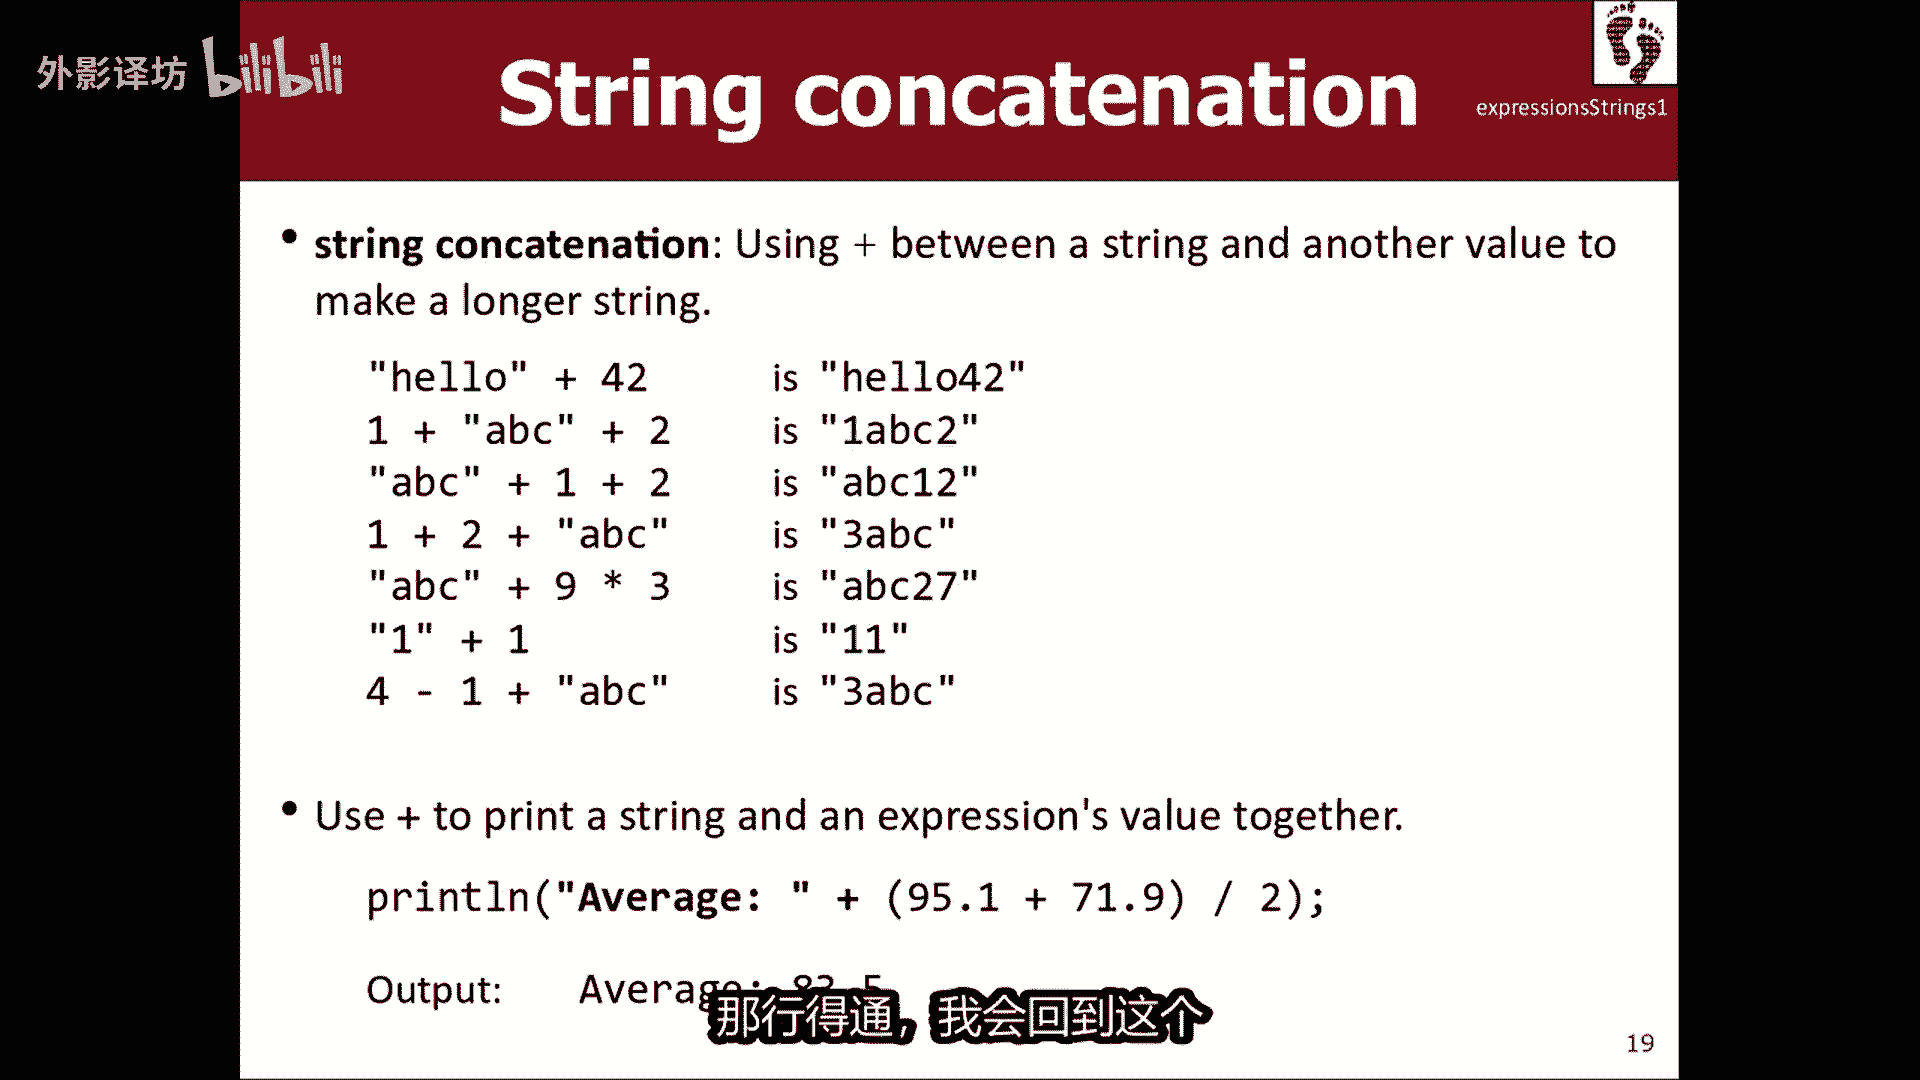 外影译坊 bilibili
String concatenation
expressionsStrings1
• string concatenation: Using + between a string and another value to
make a longer string.
"hello" + 42 is "hello42"
1 + "abc" + 2 is "1abc2"
"abc" + 1 + 2 is "abc12"
1 + 2 + "abc" is "3abc"
"abc" + 9 * 3 is "abc27"
"1" + 1 is "11"
4 - 1 + "abc" is "3abc"
• Use + to print a string and an expression's value together.
println("Average: " + (95.1 + 71.9) / 2);
Output: Average: 83.5
那行得通，我会回到这个
19